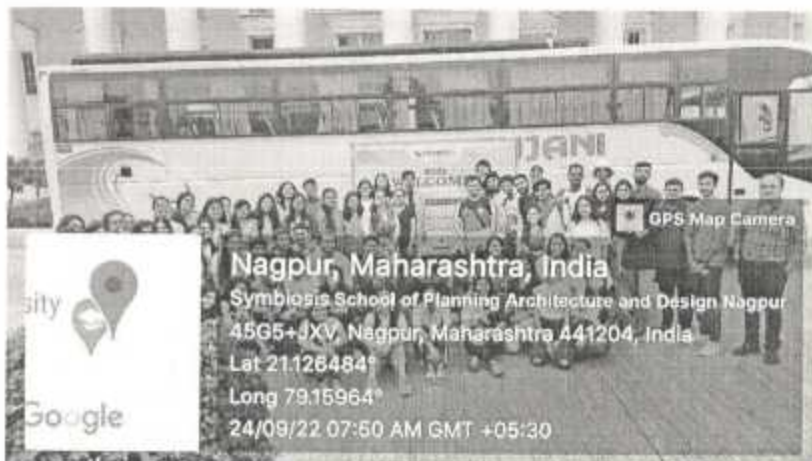 JJANI
GPS Map Camera
Nagpur, Maharashtra, India
Symbiosis School of Planning Architecture and Design Nagpur
45G5+JXV, Nagpur, Maharashtra 441204, India
Lat 21.126484°
Long 79.15964°
24/09/22 07:50 AM GMT +05:30
sity
Google